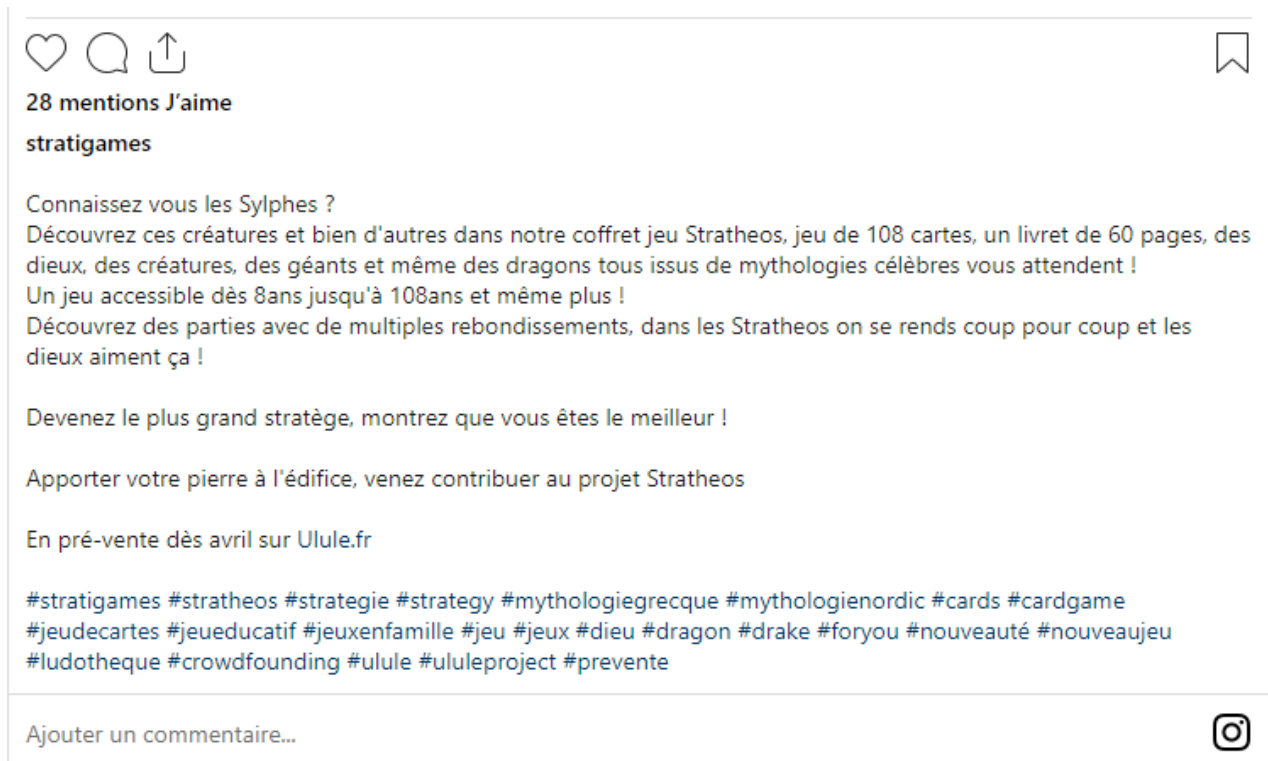 28 mentions J'aime
stratigames
Connaissez vous les Sylphes ?
Découvrez ces créatures et bien d'autres dans notre coffret jeu Stratheos, jeu de 108 cartes, un livret de 60 pages, des
dieux, des créatures, des géants et même des dragons tous issus de mythologies célèbres vous attendent !
Un jeu accessible dès 8ans jusqu'à 108ans et même plus !
Découvrez des parties avec de multiples rebondissements, dans les Stratheos on se rends coup pour coup et les
dieux aiment ça !
Devenez le plus grand stratège, montrez que vous êtes le meilleur !
Apporter votre pierre à l'édifice, venez contribuer au projet Stratheos
En pré-vente dès avril sur Ulule.fr
#stratigames #stratheos #strategie #strategy #mythologiegrecque #mythologienordic #cards #cardgame
#jeudecartes #jeueducatif #jeuxenfamille #jeu #jeux #dieu #dragon #drake #foryou #nouveauté #nouveaujeu
#ludotheque #crowdfounding #ulule #ululeproject #prevente
Ajouter un commentaire...